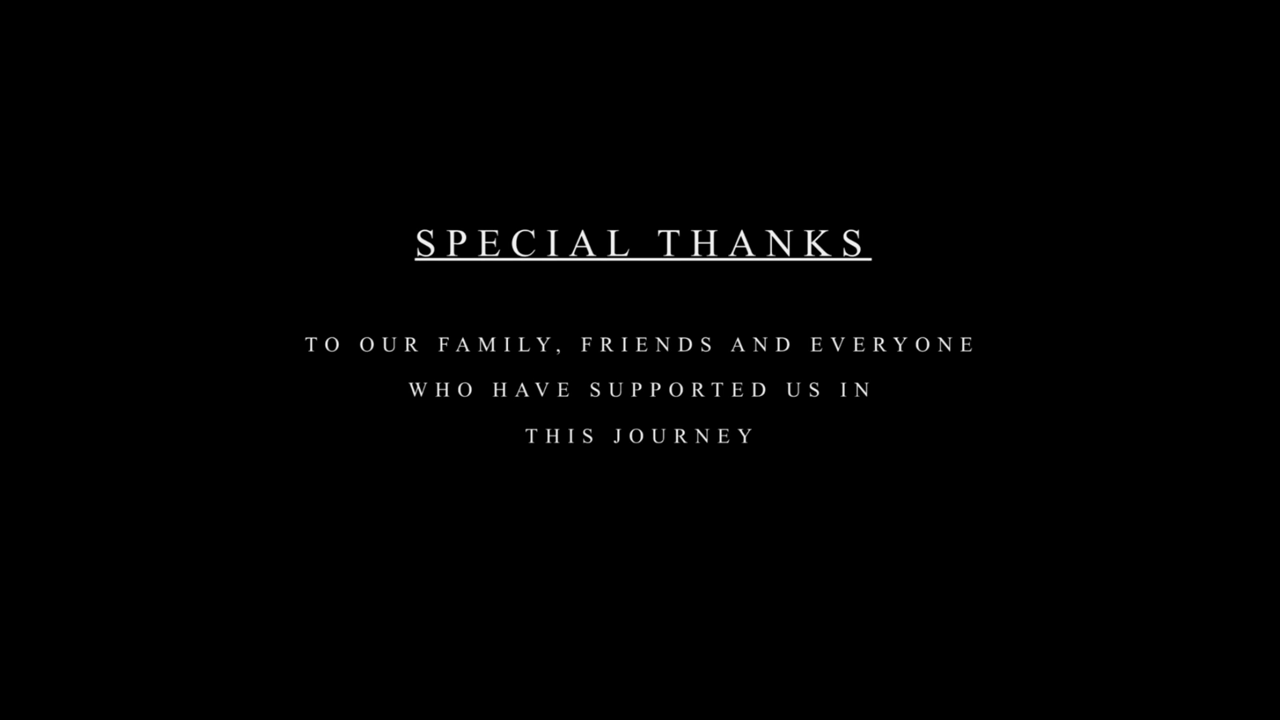 SPECIAL THANKS
TO OUR FAMILY, FRIENDS AND EVERYONE
WHO HAVE SUPPORTED US IN
THIS JOURNEY